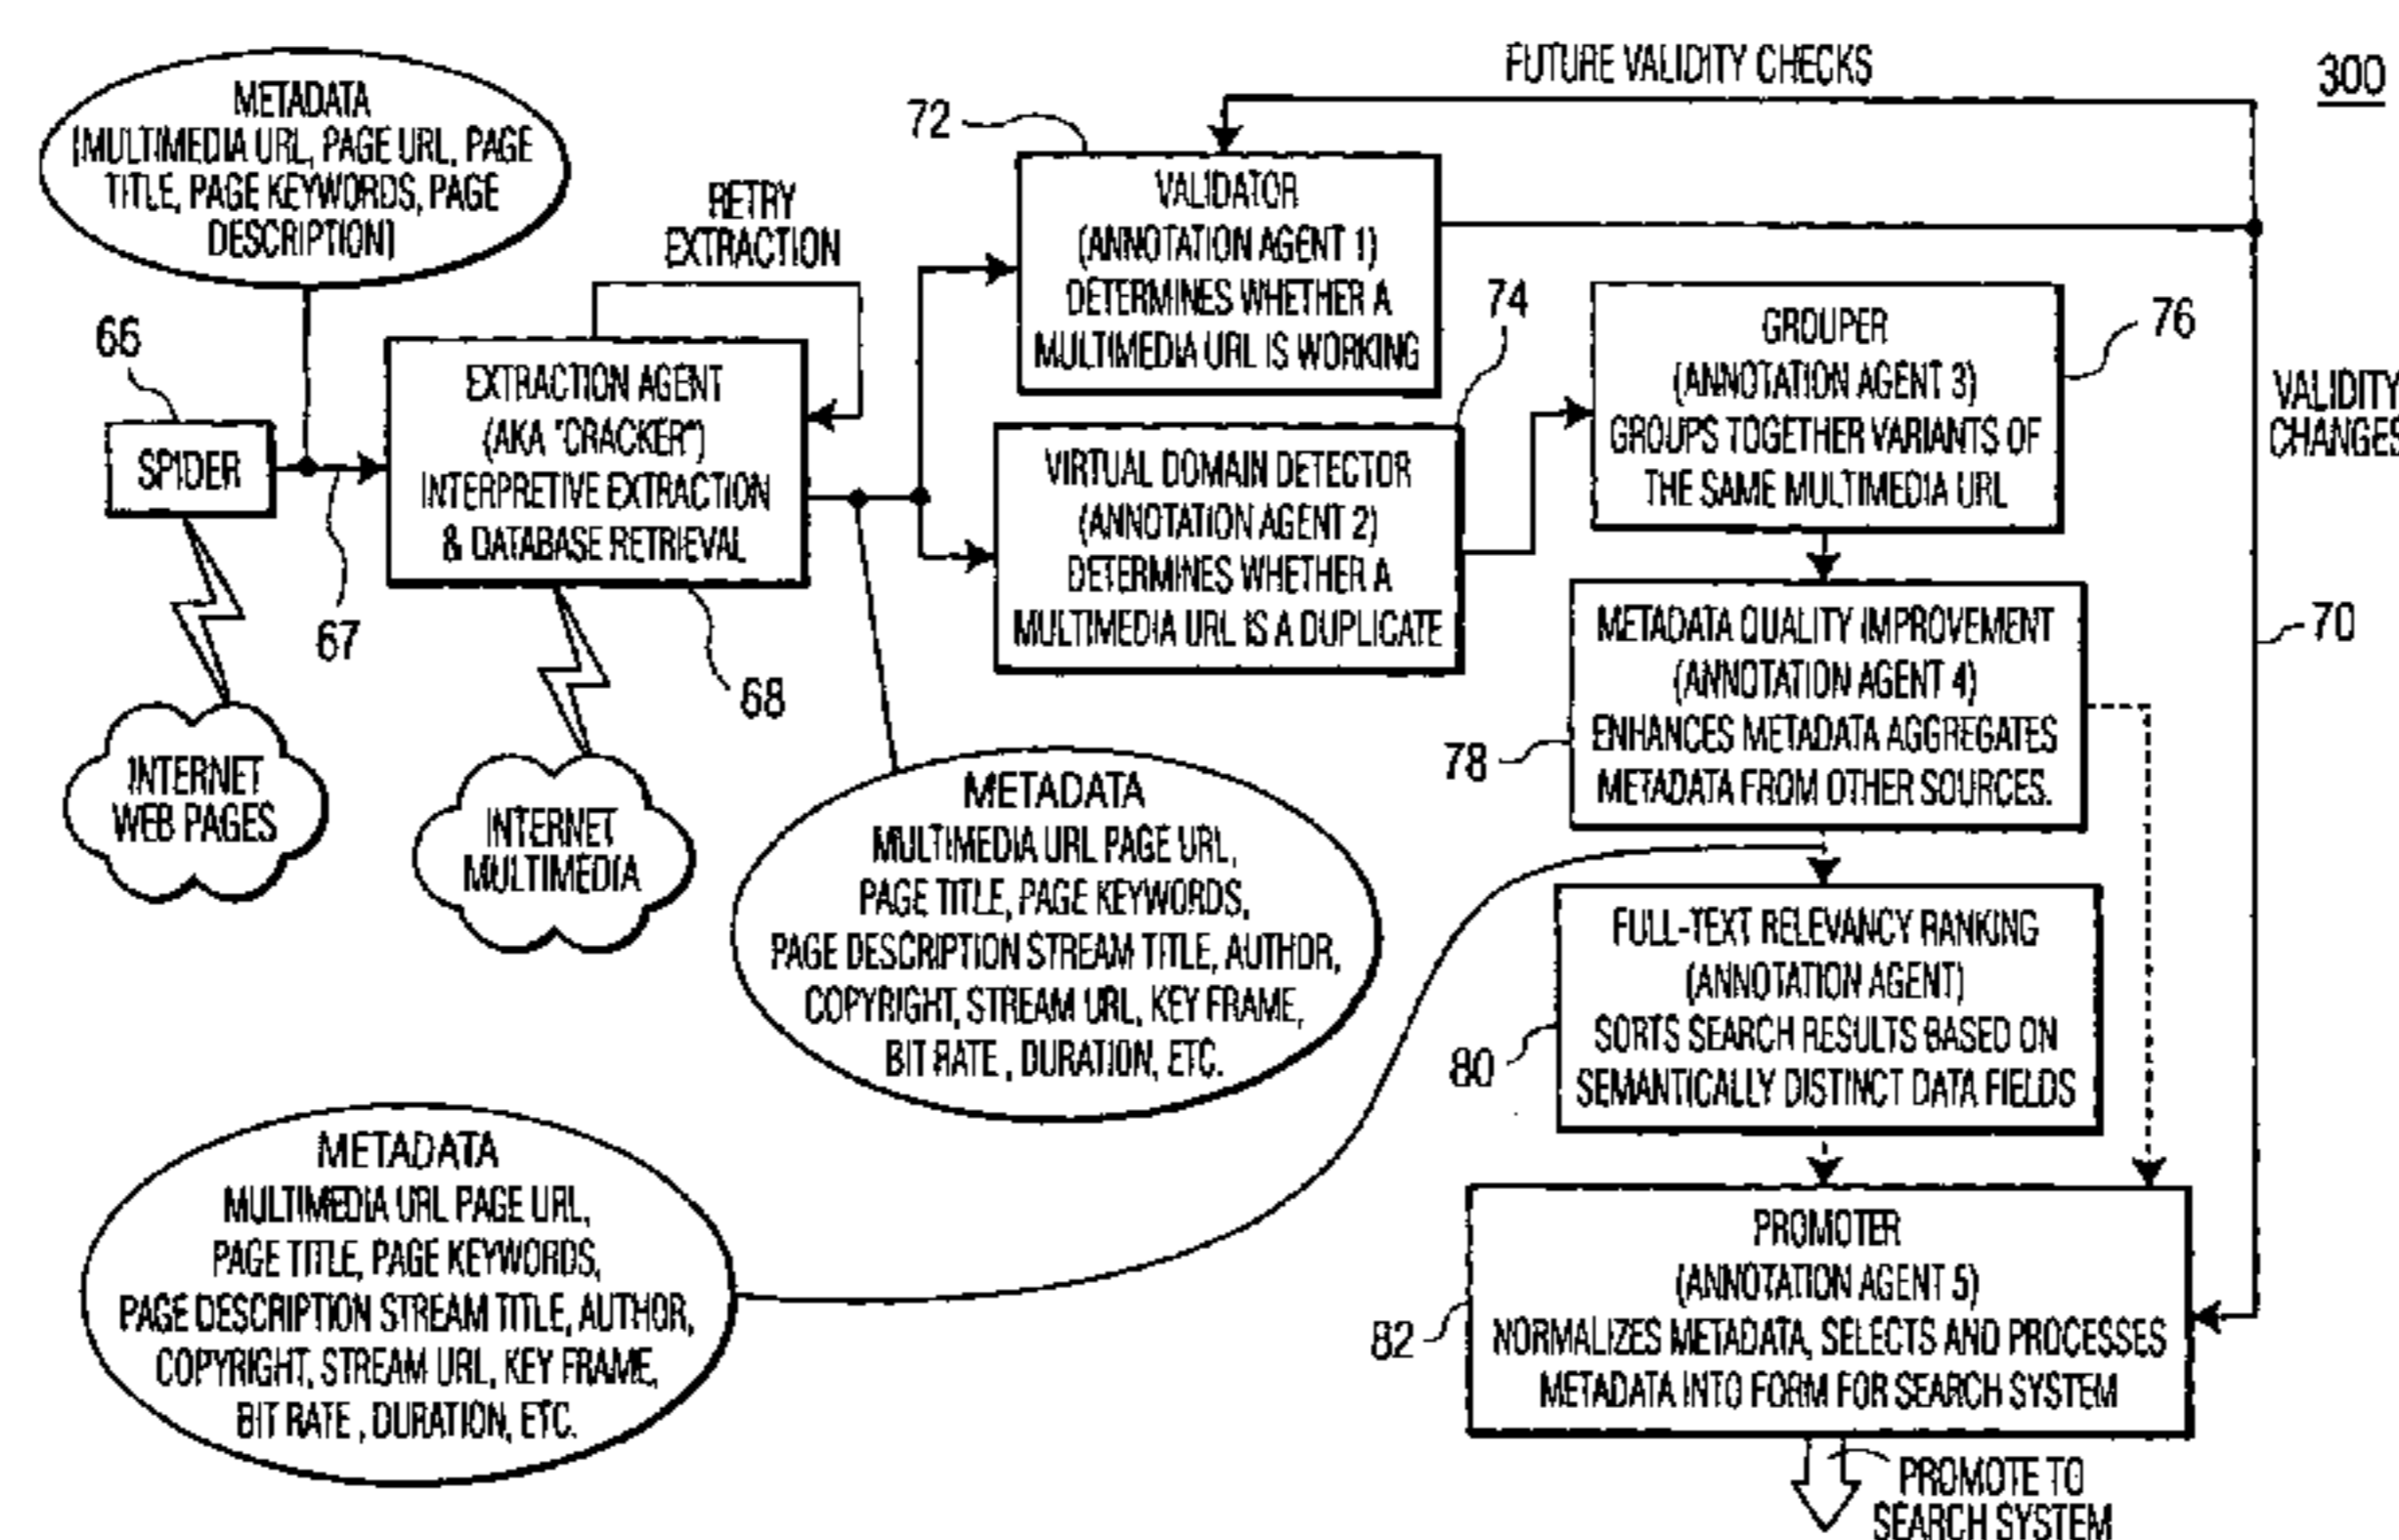 FUTURE VALIDITY CHECKS
300
METADATA
[MULTIMEDIA URL, PAGE URL, PAGE
TITLE, PAGE KEYWORDS, PAGE
DESCRIPTION]
72
VALIDATOR
(ANNOTATION AGENT 1)
DETERMINES WHETHER A
MULTIMEDIA URL IS WORKING
RETRY
EXTRACTION
66
SPIDER
67
EXTRACTION AGENT
(AKA "CRACKER")
INTERPRETIVE EXTRACTION
& DATABASE RETRIEVAL
68
74
VIRTUAL DOMAIN DETECTOR
(ANNOTATION AGENT 2)
DETERMINES WHETHER A
MULTIMEDIA URL IS A DUPLICATE
76
GROUPER
(ANNOTATION AGENT 3)
GROUPS TOGETHER VARIANTS OF
THE SAME MULTIMEDIA URL
VALIDITY
CHANGES
70
INTERNET
WEB PAGES
INTERNET
MULTIMEDIA
78
METADATA QUALITY IMPROVEMENT
(ANNOTATION AGENT 4)
ENHANCES METADATA AGGREGATES
METADATA FROM OTHER SOURCES.
METADATA
MULTIMEDIA URL PAGE URL,
PAGE TITLE, PAGE KEYWORDS,
PAGE DESCRIPTION STREAM TITLE, AUTHOR,
COPYRIGHT, STREAM URL, KEY FRAME,
BIT RATE , DURATION, ETC.
80
FULL-TEXT RELEVANCY RANKING
(ANNOTATION AGENT)
SORTS SEARCH RESULTS BASED ON
SEMANTICALLY DISTINCT DATA FIELDS
METADATA
MULTIMEDIA URL PAGE URL,
PAGE TITLE, PAGE KEYWORDS,
PAGE DESCRIPTION STREAM TITLE, AUTHOR,
COPYRIGHT, STREAM URL, KEY FRAME,
BIT RATE , DURATION, ETC.
82
PROMOTER
(ANNOTATION AGENT 5)
NORMALIZES METADATA, SELECTS AND PROCESSES
METADATA INTO FORM FOR SEARCH SYSTEM
PROMOTE TO
SEARCH SYSTEM